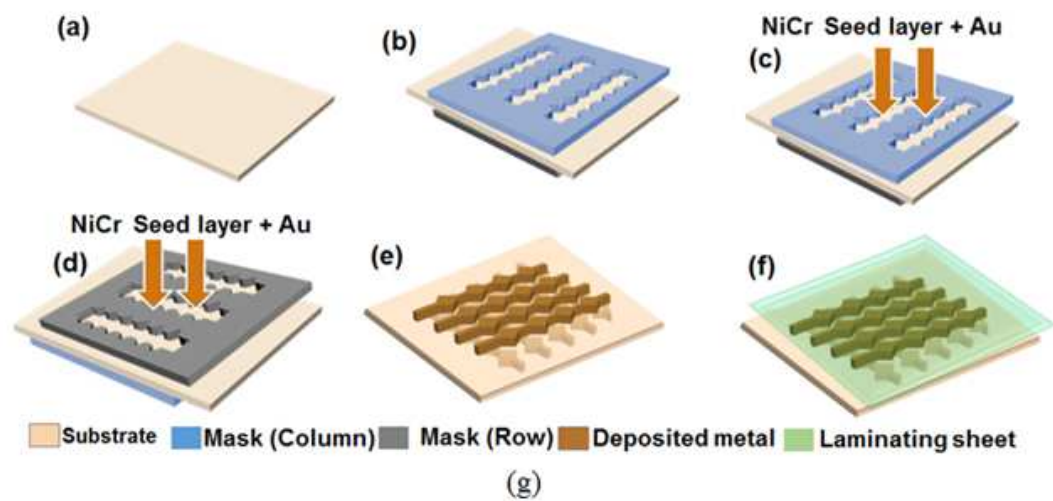 (a)
(b)
NiCr Seed layer + Au
(c)
NiCr Seed layer + Au
(d)
(e)
(f)
Substrate
Mask (Column)
Mask (Row)
Deposited metal
Laminating sheet
(g)